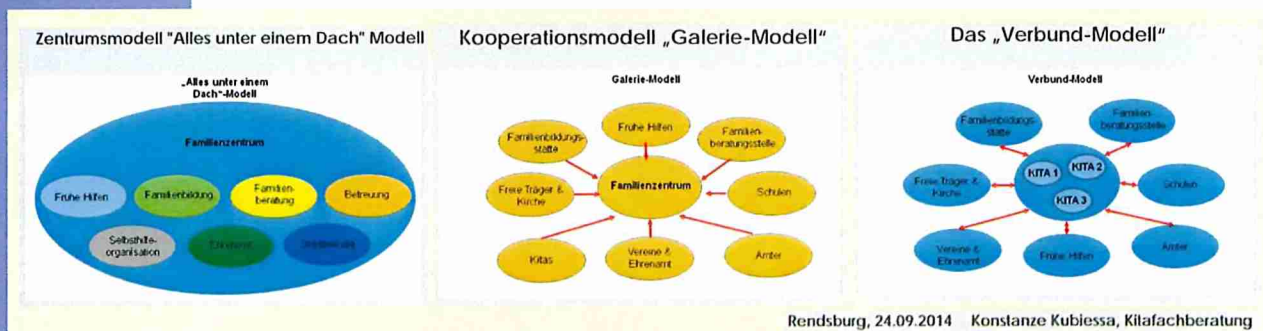 Zentrumsmodell "Alles unter einem Dach" Modell
„Alles unter einem
Dach"-Modell
Familienzentrum
Frühe Hilfen
Familienbildung
Familien-
beratung
Betreuung
Selbsthilfe-
organisation
Kooperationsmodell „Galerie-Modell"
Galerie-Modell
Familienbildungs-
stätte
Frühe Hilfen
Familien-
beratungsstelle
Freie Träger &
Kirche
Familienzentrum
Schulen
Kitas
Vereine &
Ehrenamt
Ämter
Das „Verbund-Modell"
Verbund-Modell
Familienbildungs-
stätte
Familien-
beratungsstelle
KITA 1
KITA 2
KITA 3
Freie Träger &
Kirche
Schulen
Vereine &
Ehrenamt
Frühe Hilfen
Ämter
Rendsburg, 24.09.2014 Konstanze Kubiessa, Kitafachberatung